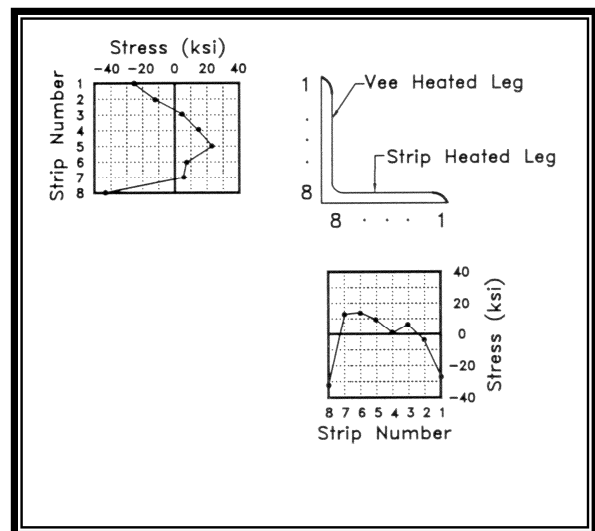 Stress (ksi)
-40 -20 0 20 40
Strip Number
1
2
3
4
5
6
7
8
1
Vee Heated Leg
Strip Heated Leg
8
8 · · · 1
40
20
0
-20
-40
Stress (ksi)
8 7 6 5 4 3 2 1
Strip Number